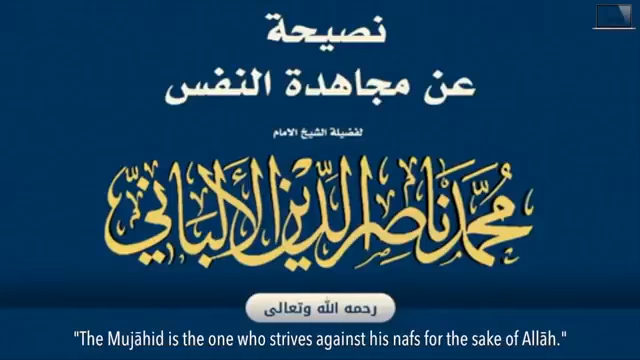 نصيحة
عن مجاهدة النفس
لفضيلة الشيخ الامام
محمد ناصر الدين الألباني
رحمه الله وتعالى
"The Mujāhid is the one who strives against his nafs for the sake of Allāh."